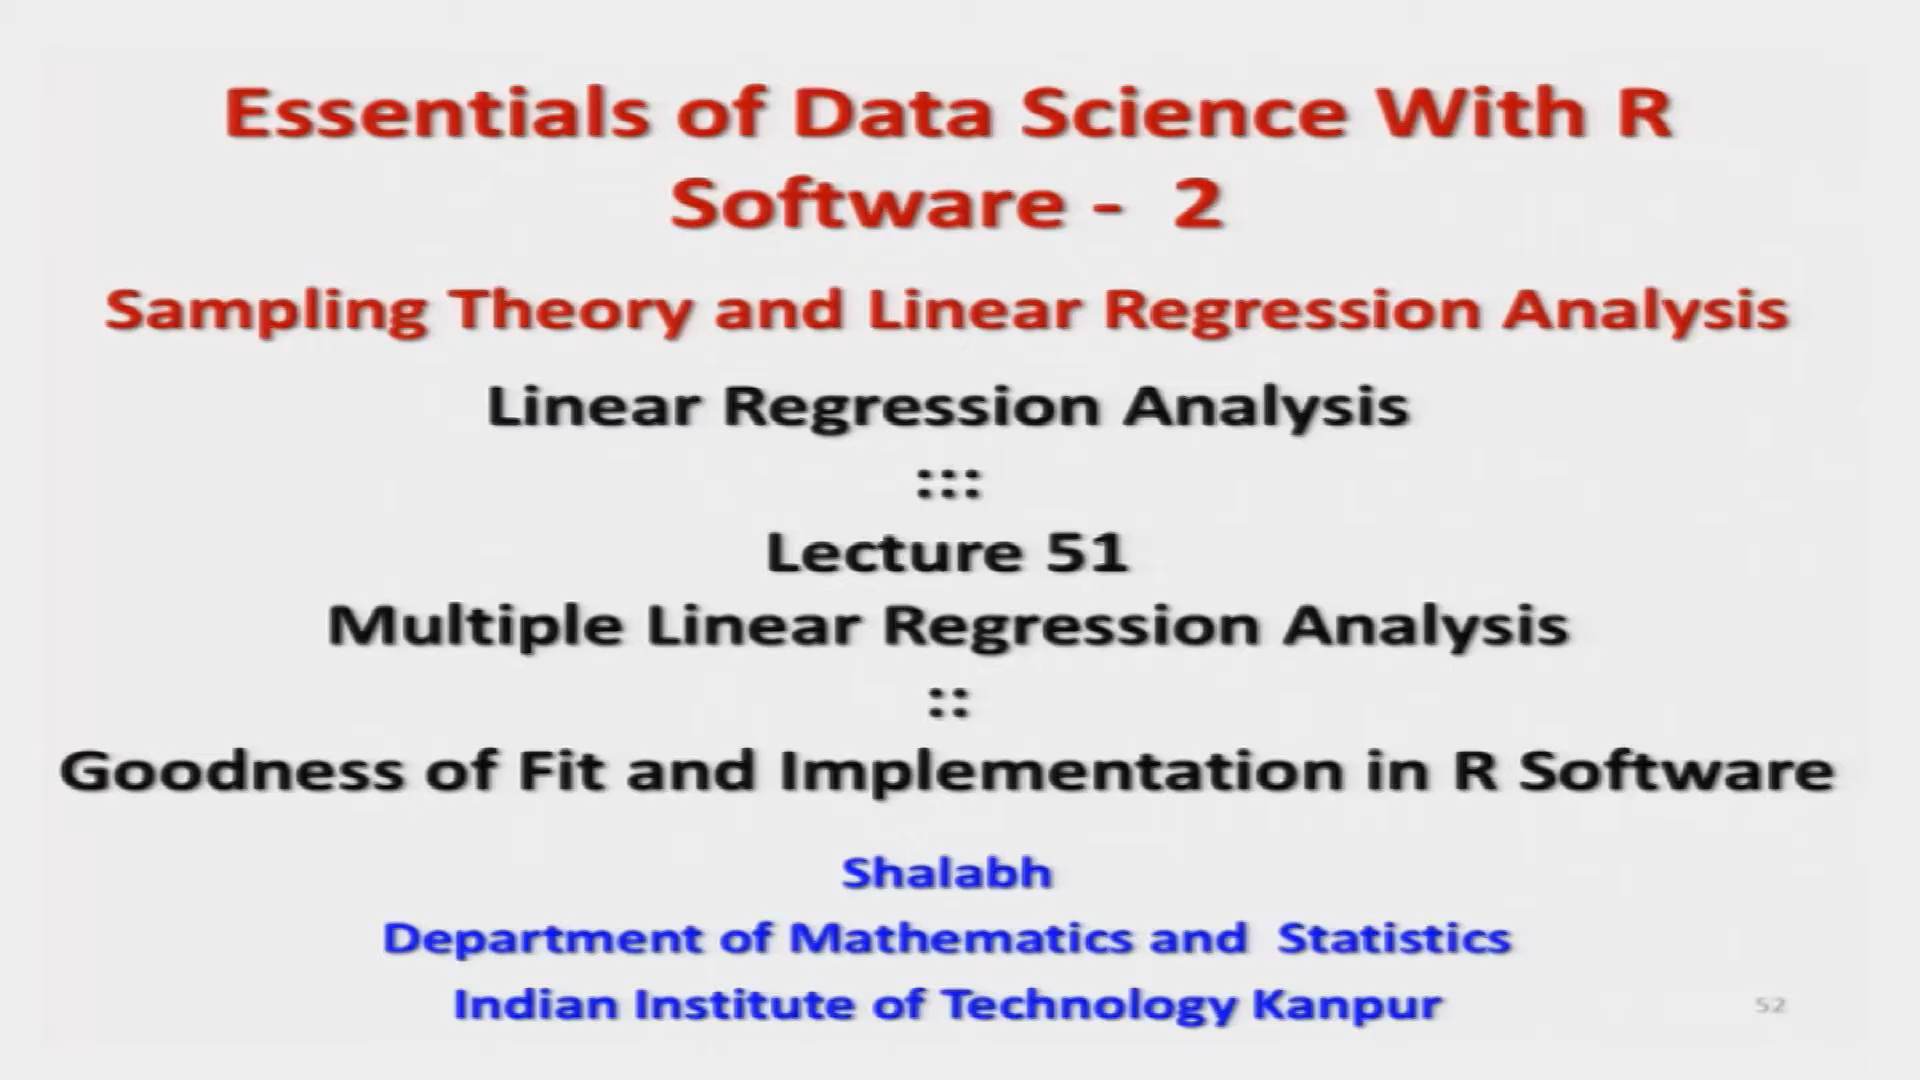 Essentials of Data Science With R
Software - 2
Sampling Theory and Linear Regression Analysis
Linear Regression Analysis
:::
Lecture 51
Multiple Linear Regression Analysis
::
Goodness of Fit and Implementation in R Software
Shalabh
Department of Mathematics and Statistics
Indian Institute of Technology Kanpur
52